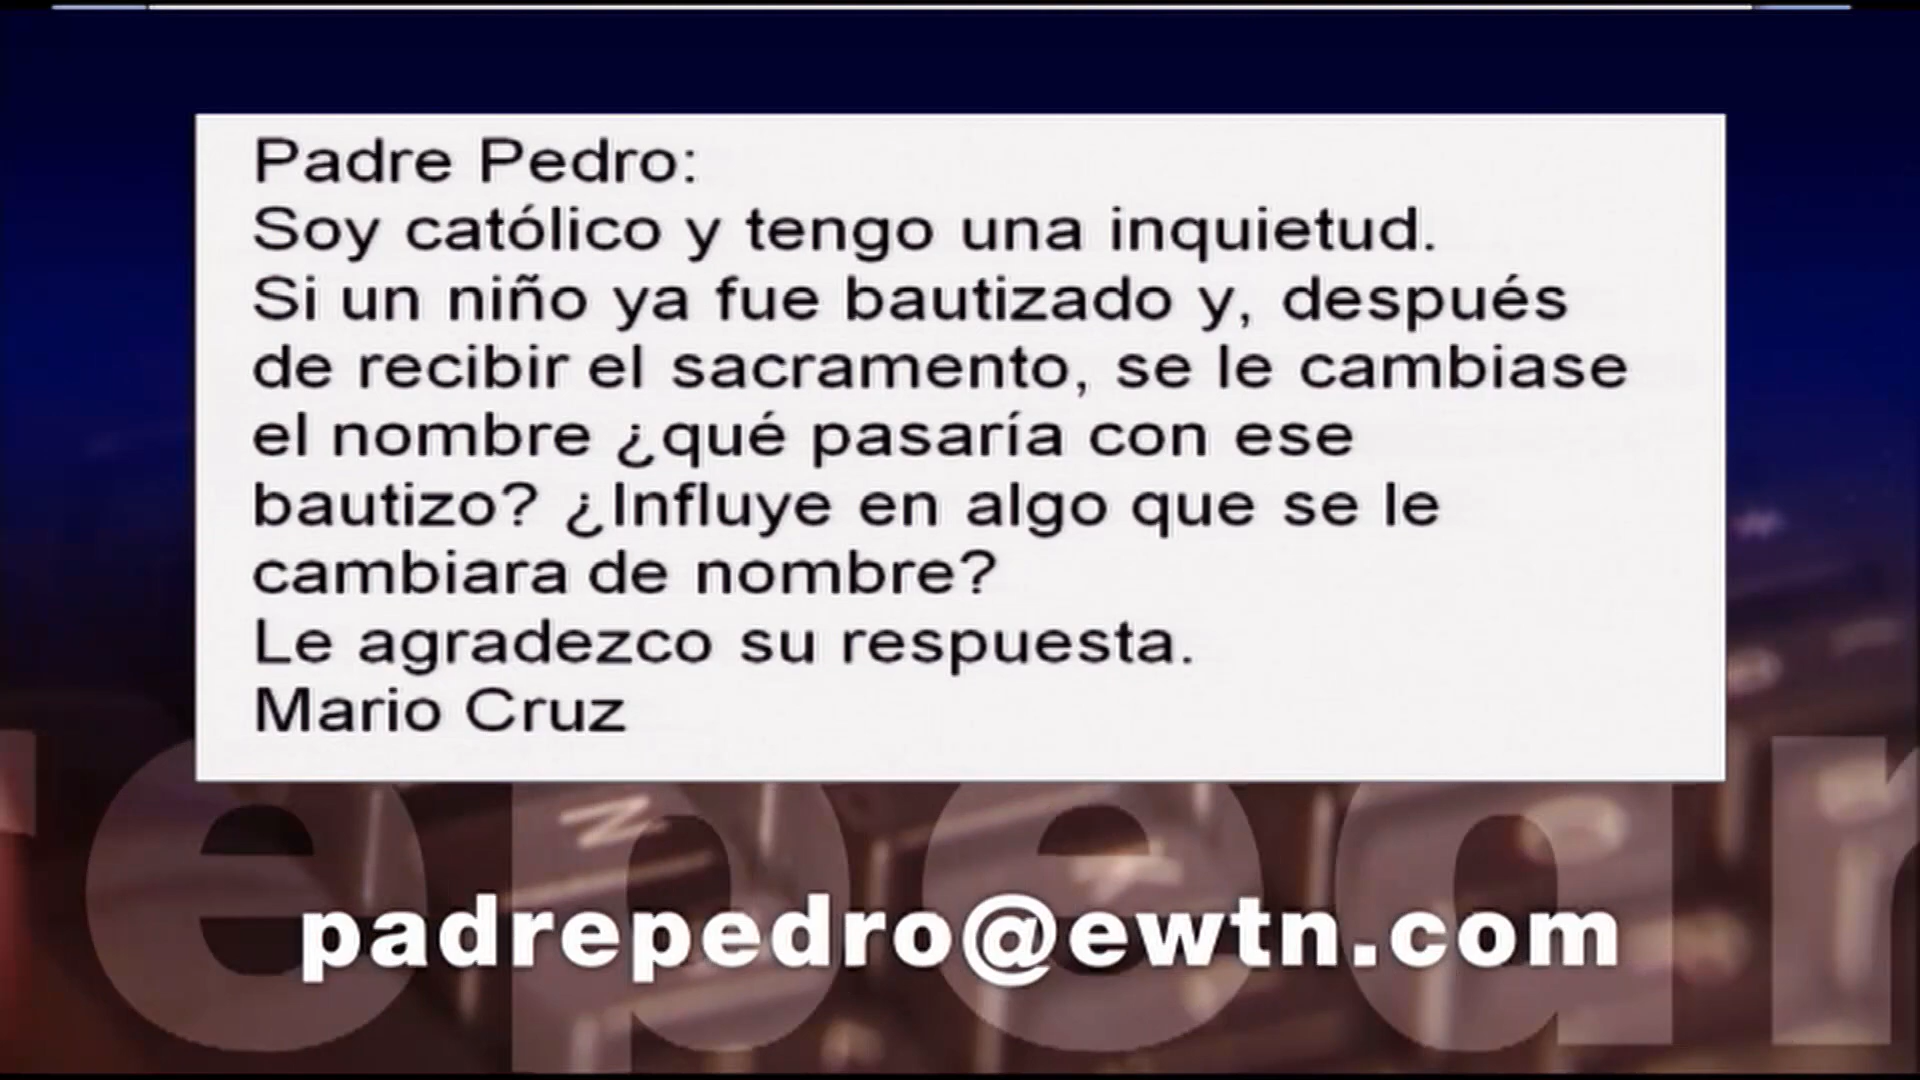 Padre Pedro:
Soy católico y tengo una inquietud.
Si un niño ya fue bautizado y, después
de recibir el sacramento, se le cambiase
el nombre ¿qué pasaría con ese
bautizo? ¿Influye en algo que se le
cambiara de nombre?
Le agradezco su respuesta.
Mario Cruz
padrepedro@ewtn.com